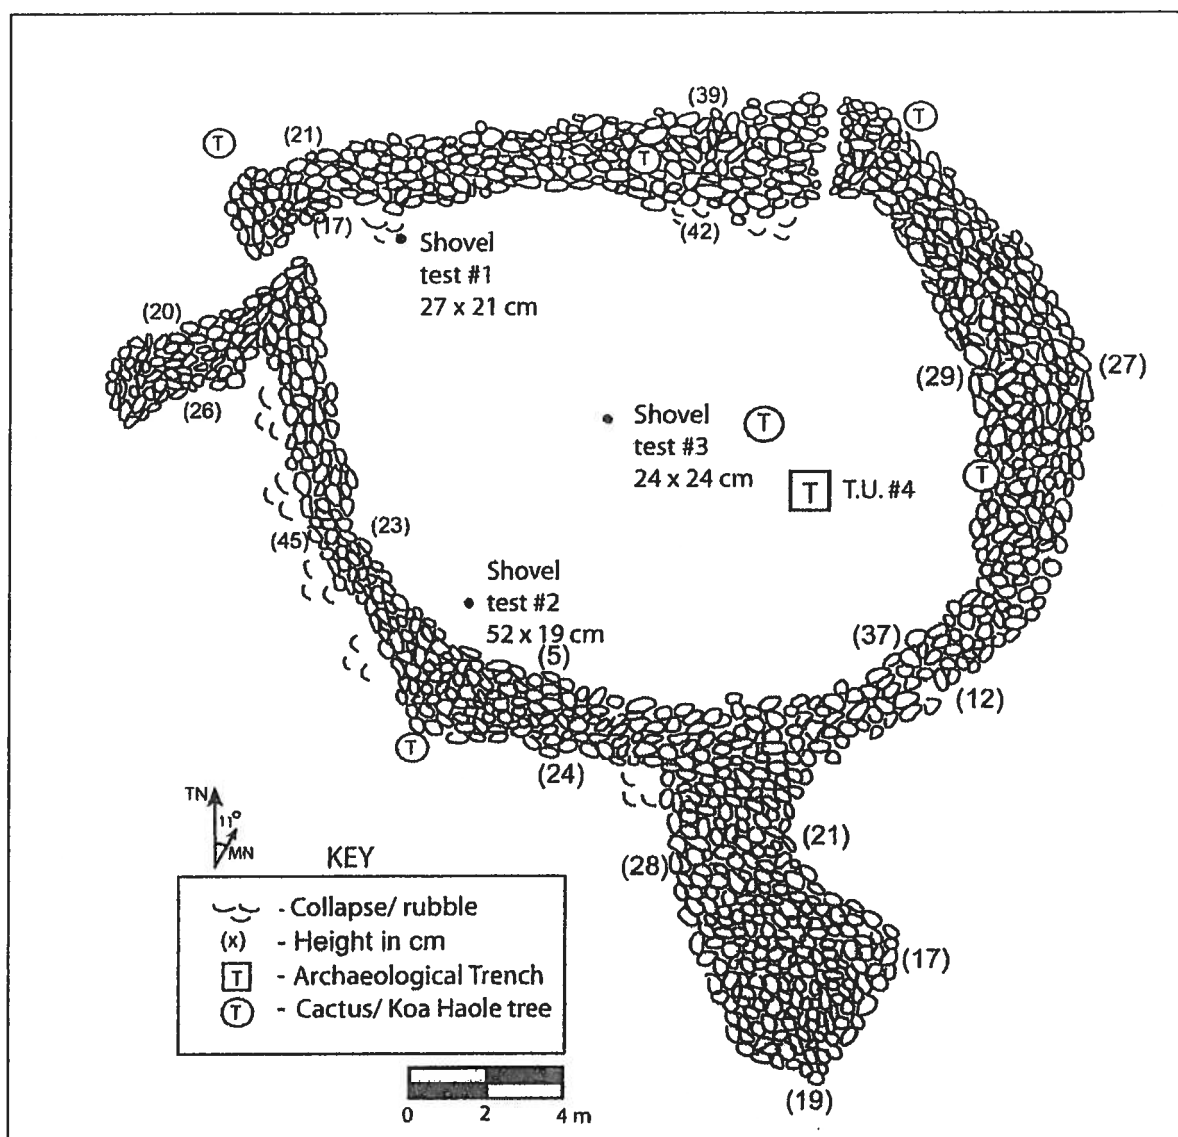 (39)
T
T
(21)
T
(17)
(42)
Shovel
test #1
27 x 21 cm
(20)
(29)
(27)
(26)
Shovel
test #3
24 x 24 cm
T
T
T
T.U. #4
(45)
(23)
Shovel
test #2
52 x 19 cm
(5)
(37)
(12)
T
(24)
TN
11°
MN
(21)
(28)
KEY
- Collapse/ rubble
(x) - Height in cm
T - Archaeological Trench
T - Cactus/ Koa Haole tree
(17)
0 2 4 m
(19)